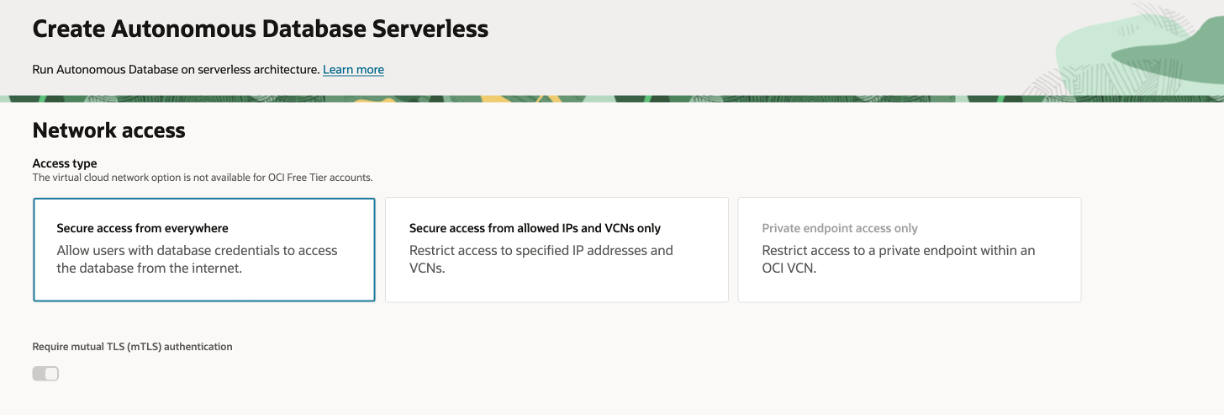 Create Autonomous Database Serverless
Run Autonomous Database on serverless architecture. Learn more
Network access
Access type
The virtual cloud network option is not available for OCI Free Tier accounts.
Secure access from everywhere
Allow users with database credentials to access
the database from the internet.
Secure access from allowed IPs and VCNs only
Restrict access to specified IP addresses and
VCNs.
Private endpoint access only
Restrict access to a private endpoint within an
OCI VCN.
Require mutual TLS (mTLS) authentication